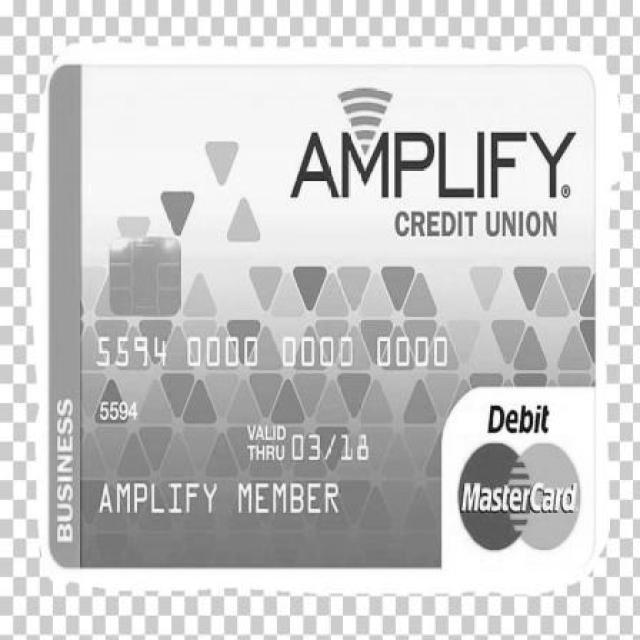 AMPLIFY®
CREDIT UNION
5594 0000 0000 0000
5594
VALID
THRU 03/18
AMPLIFY MEMBER
BUSINESS
Debit
MasterCard